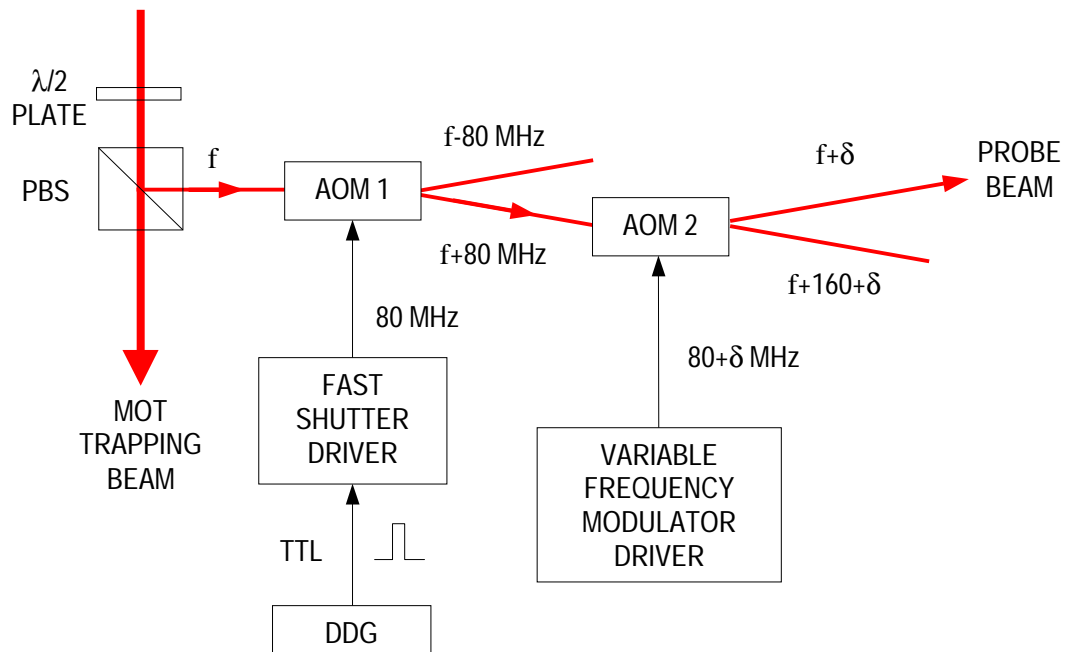 λ/2
PLATE
PBS
f
AOM 1
f-80 MHz
f+80 MHz
AOM 2
f+δ
f+160+δ
PROBE
BEAM
80 MHz
80+δ MHz
MOT
TRAPPING
BEAM
FAST
SHUTTER
DRIVER
VARIABLE
FREQUENCY
MODULATOR
DRIVER
TTL
DDG